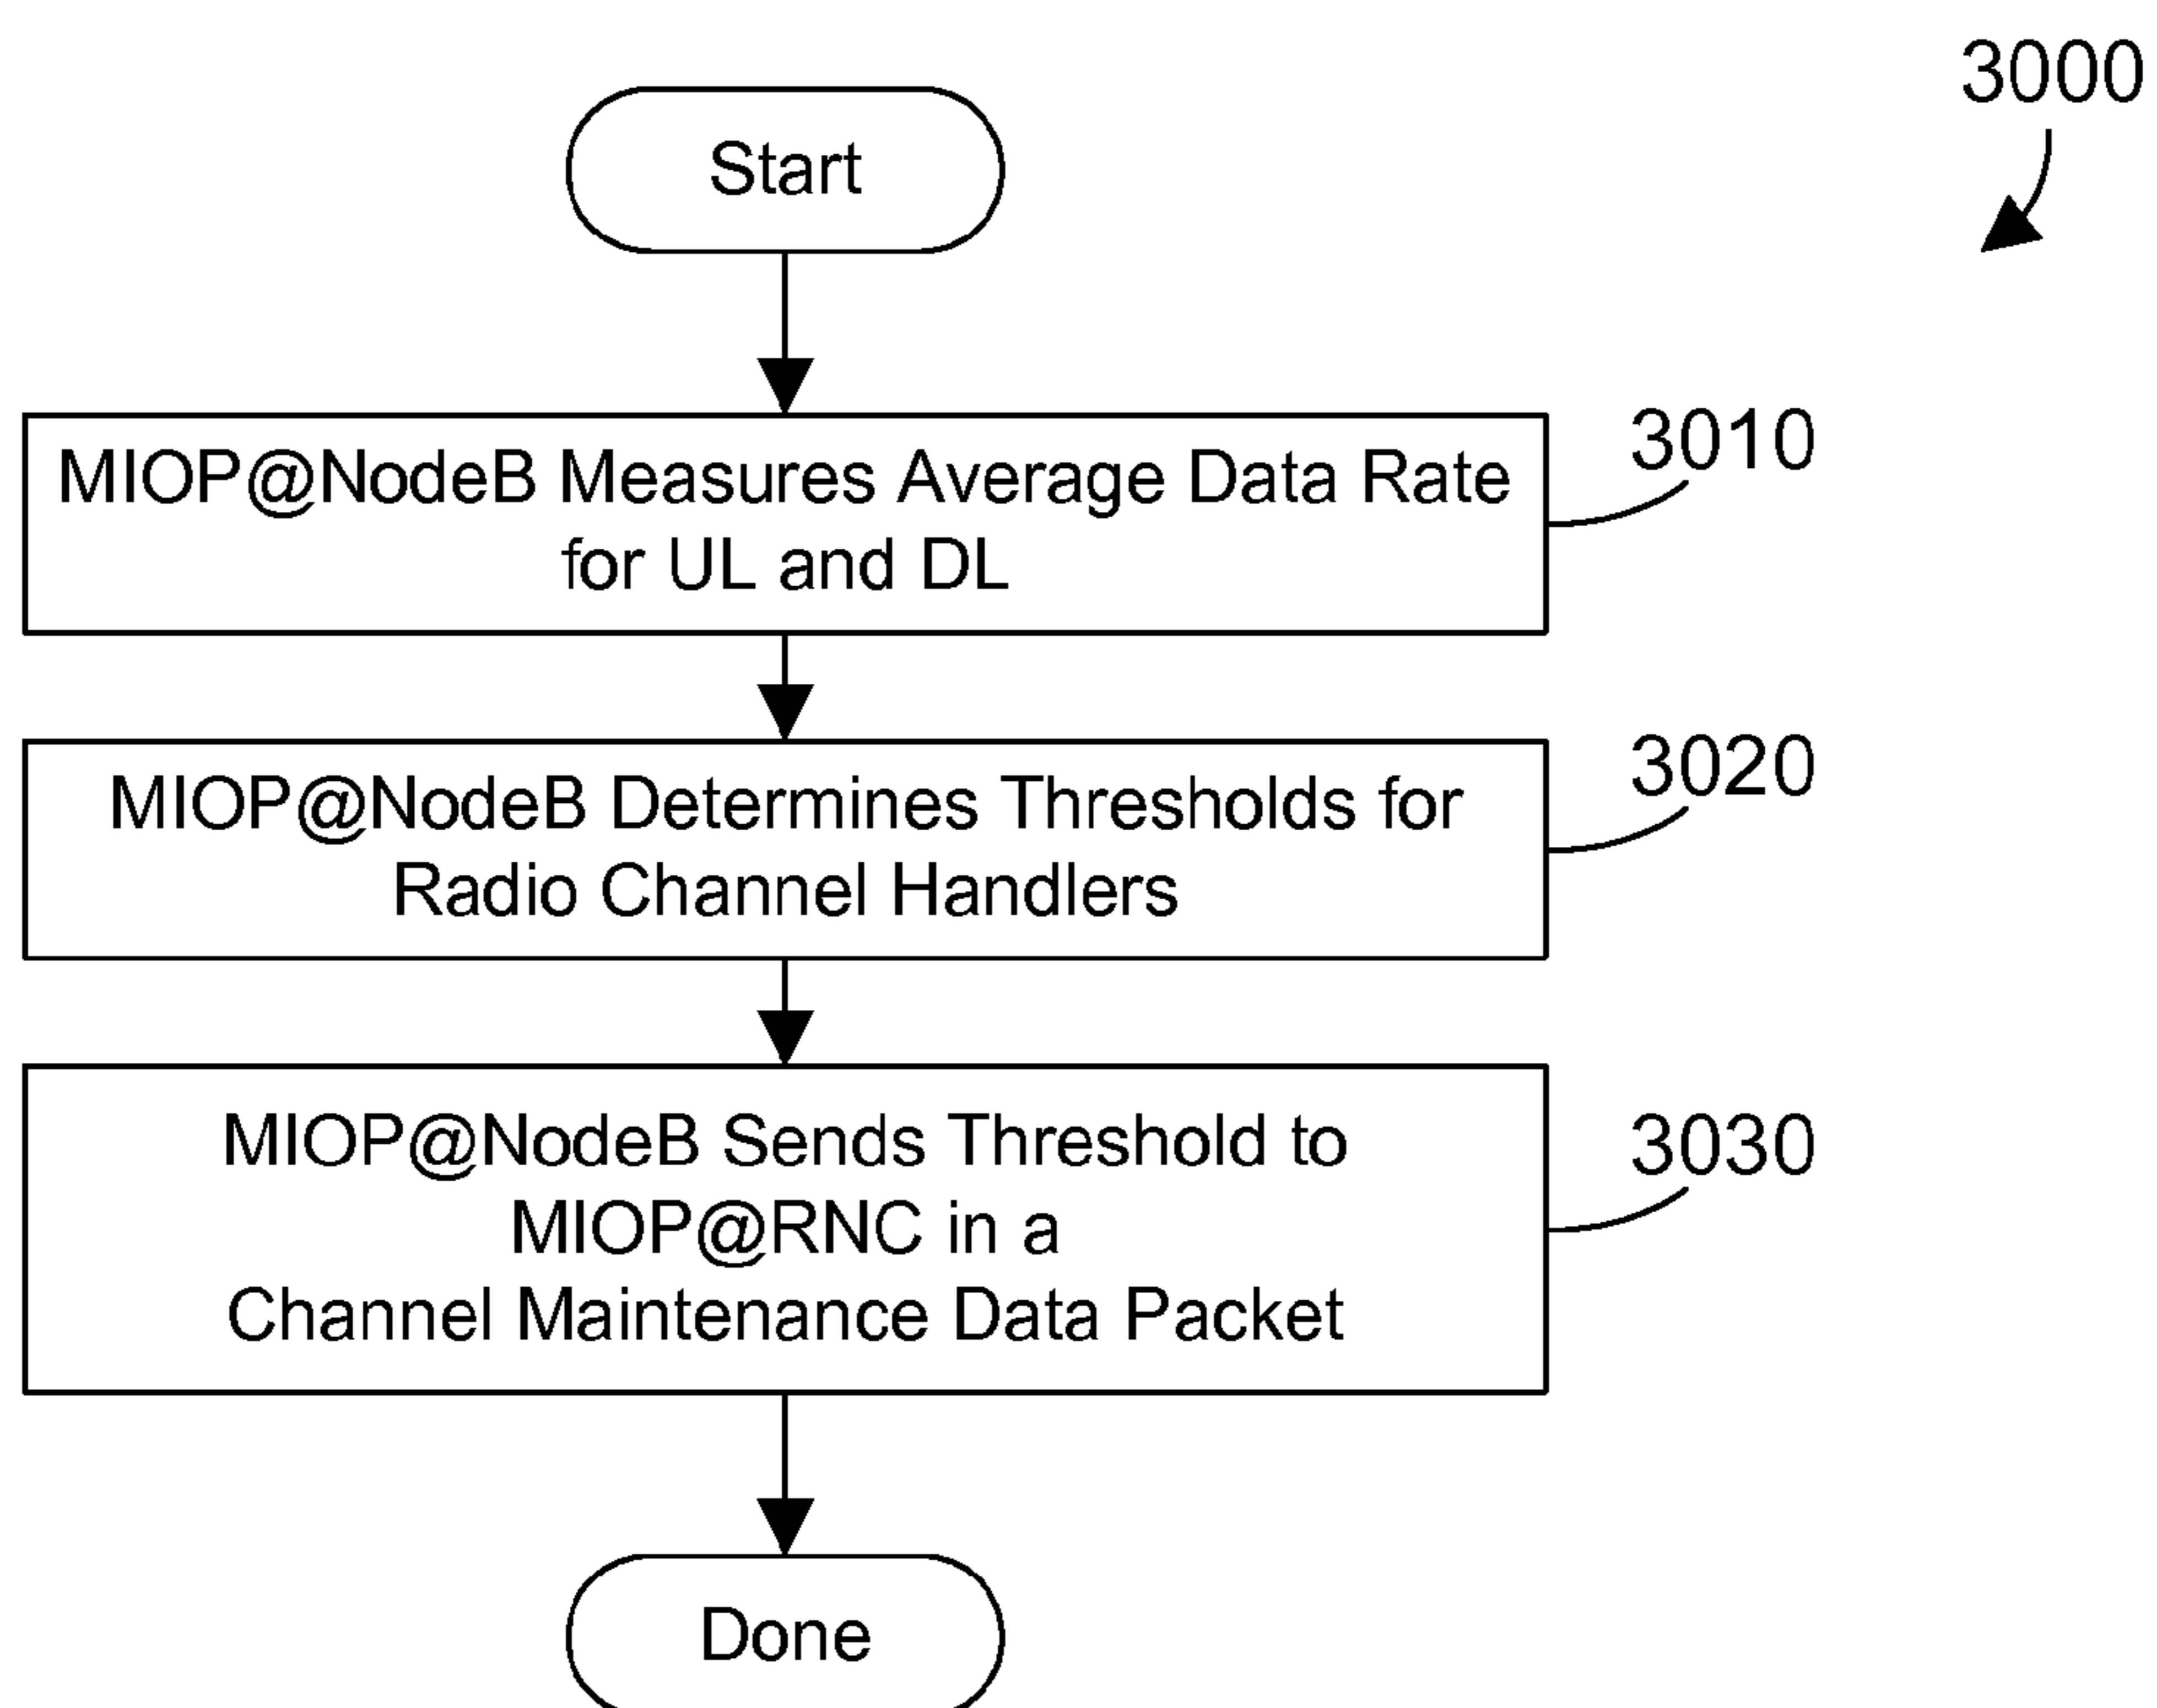 3000
Start
MIOP@NodeB Measures Average Data Rate
for UL and DL
3010
MIOP@NodeB Determines Thresholds for
Radio Channel Handlers
3020
MIOP@NodeB Sends Threshold to
MIOP@RNC in a
Channel Maintenance Data Packet
3030
Done